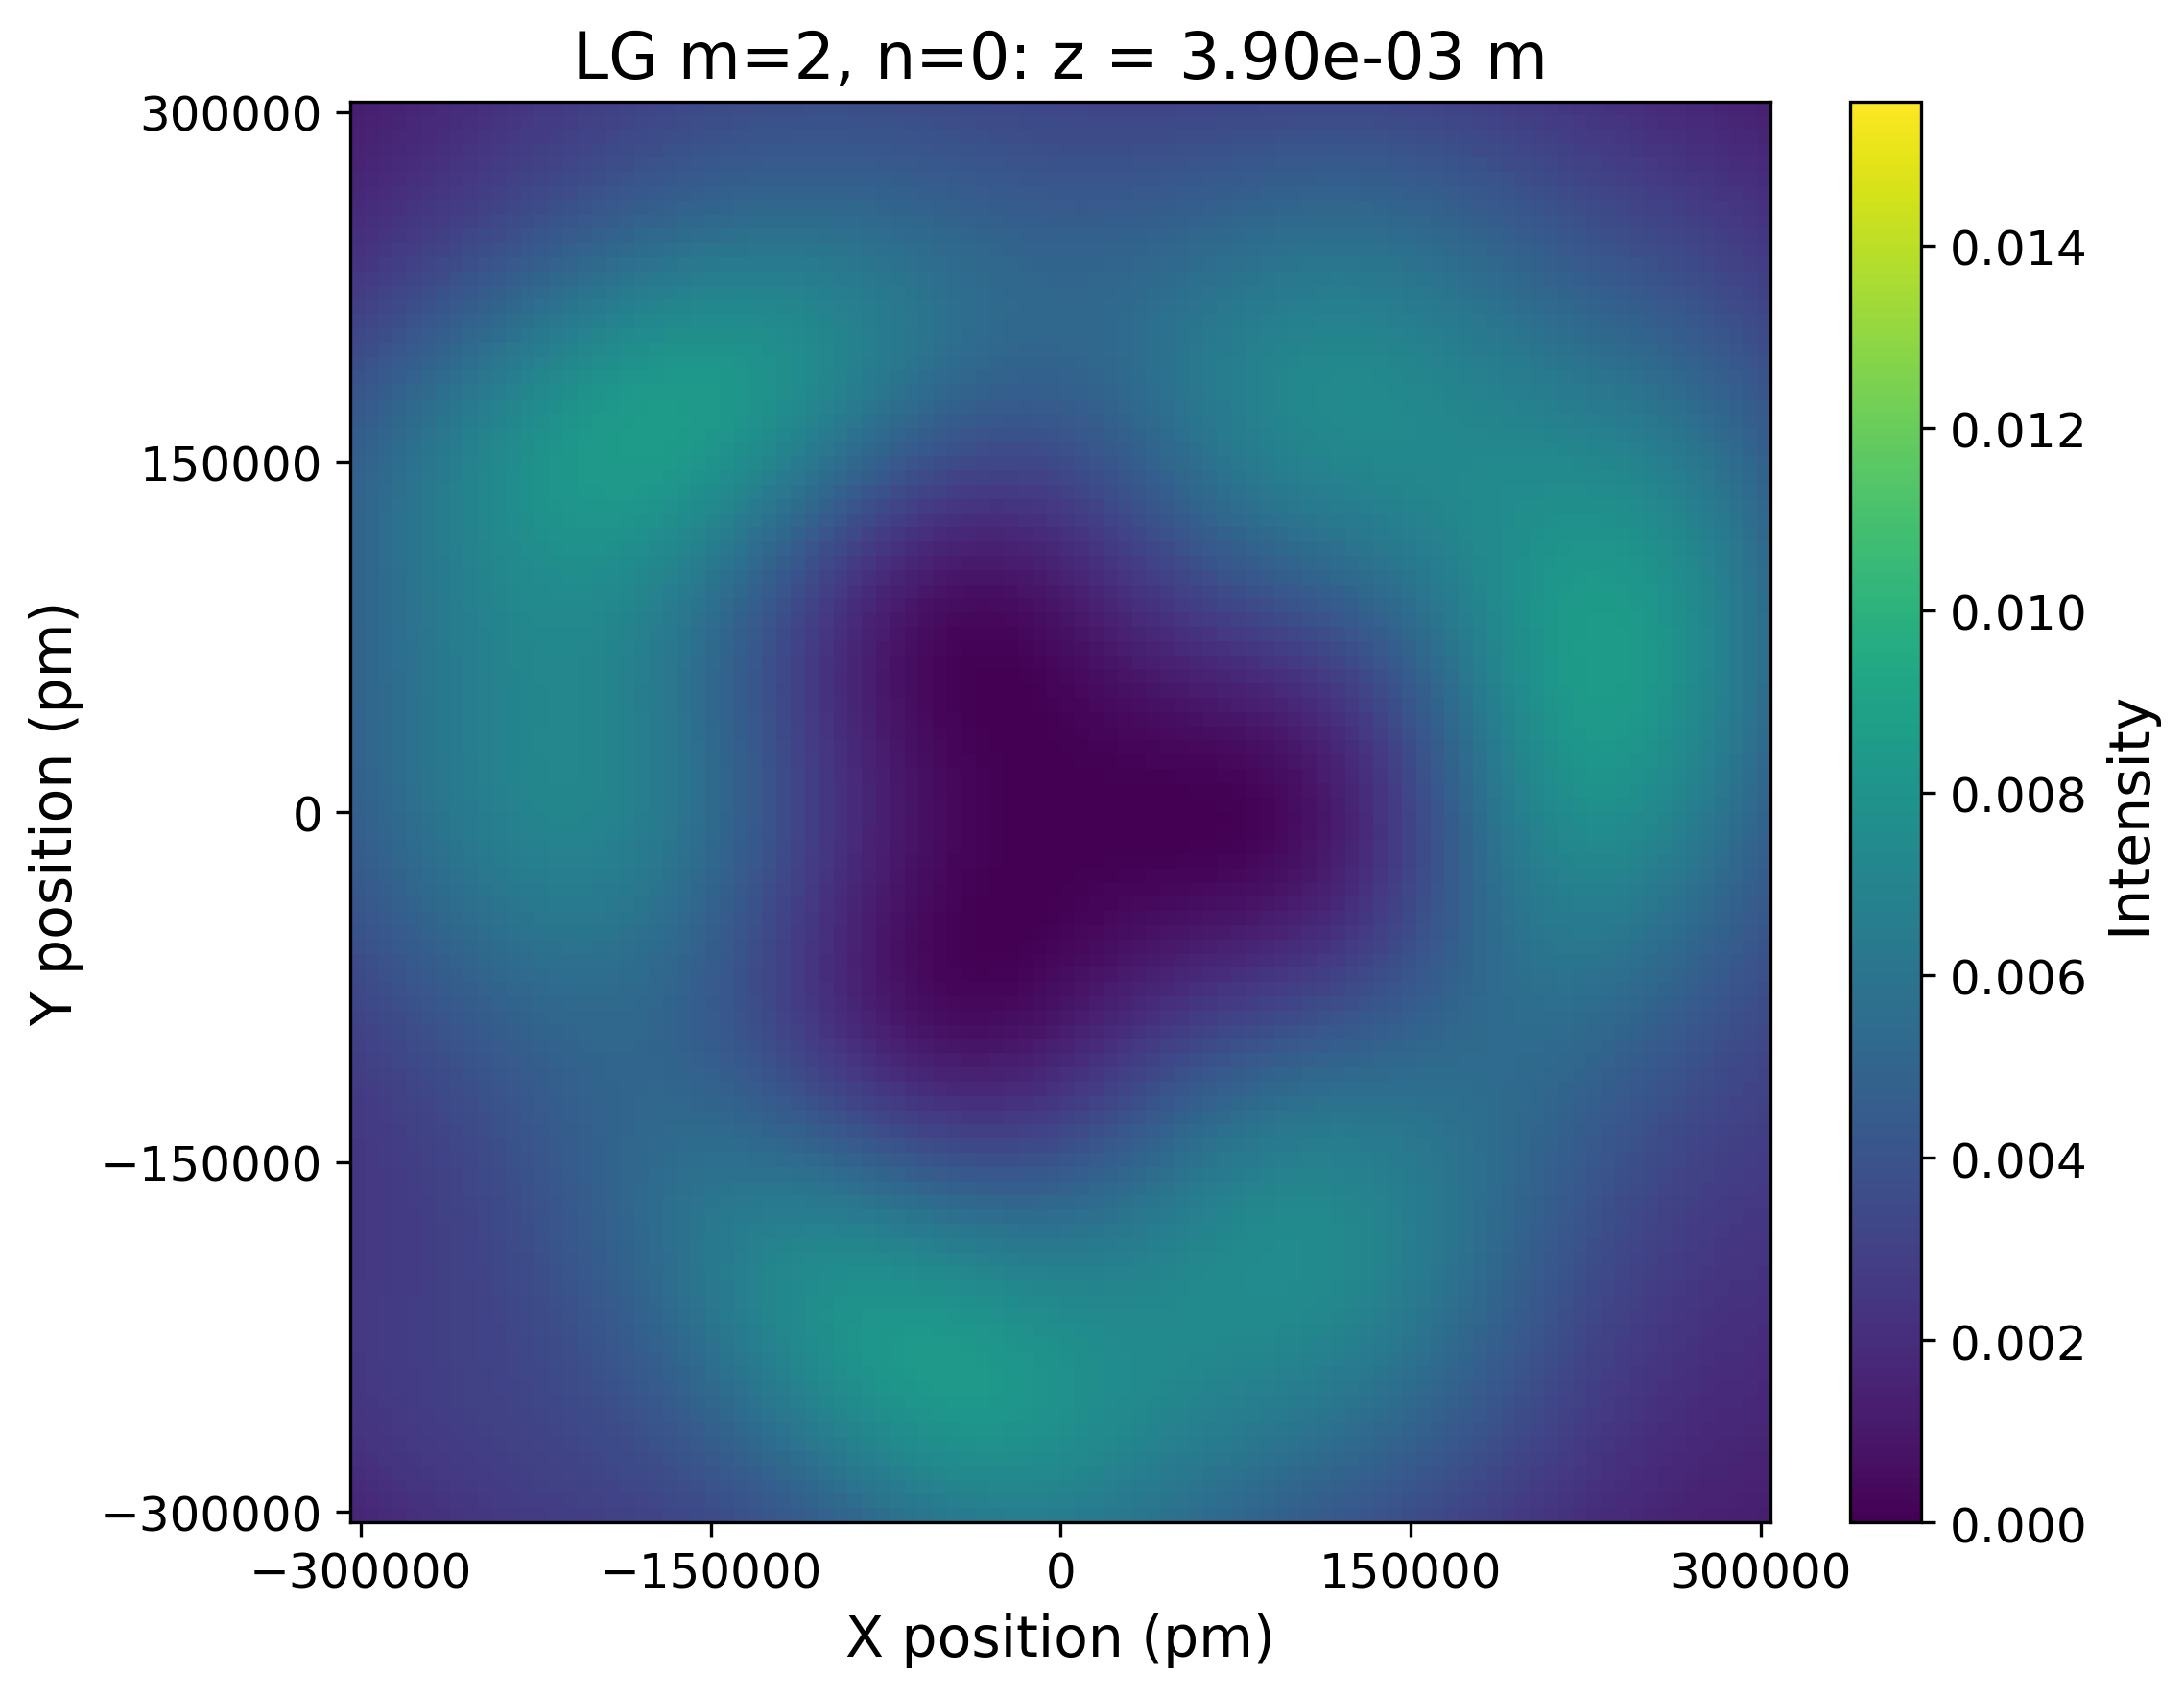 LG m=2, n=0: z = 3.90e-03 m
300000
150000
0
−150000
−300000
Y position (pm)
−300000 −150000 0 150000 300000
X position (pm)
0.014
0.012
0.010
0.008
0.006
0.004
0.002
0.000
Intensity